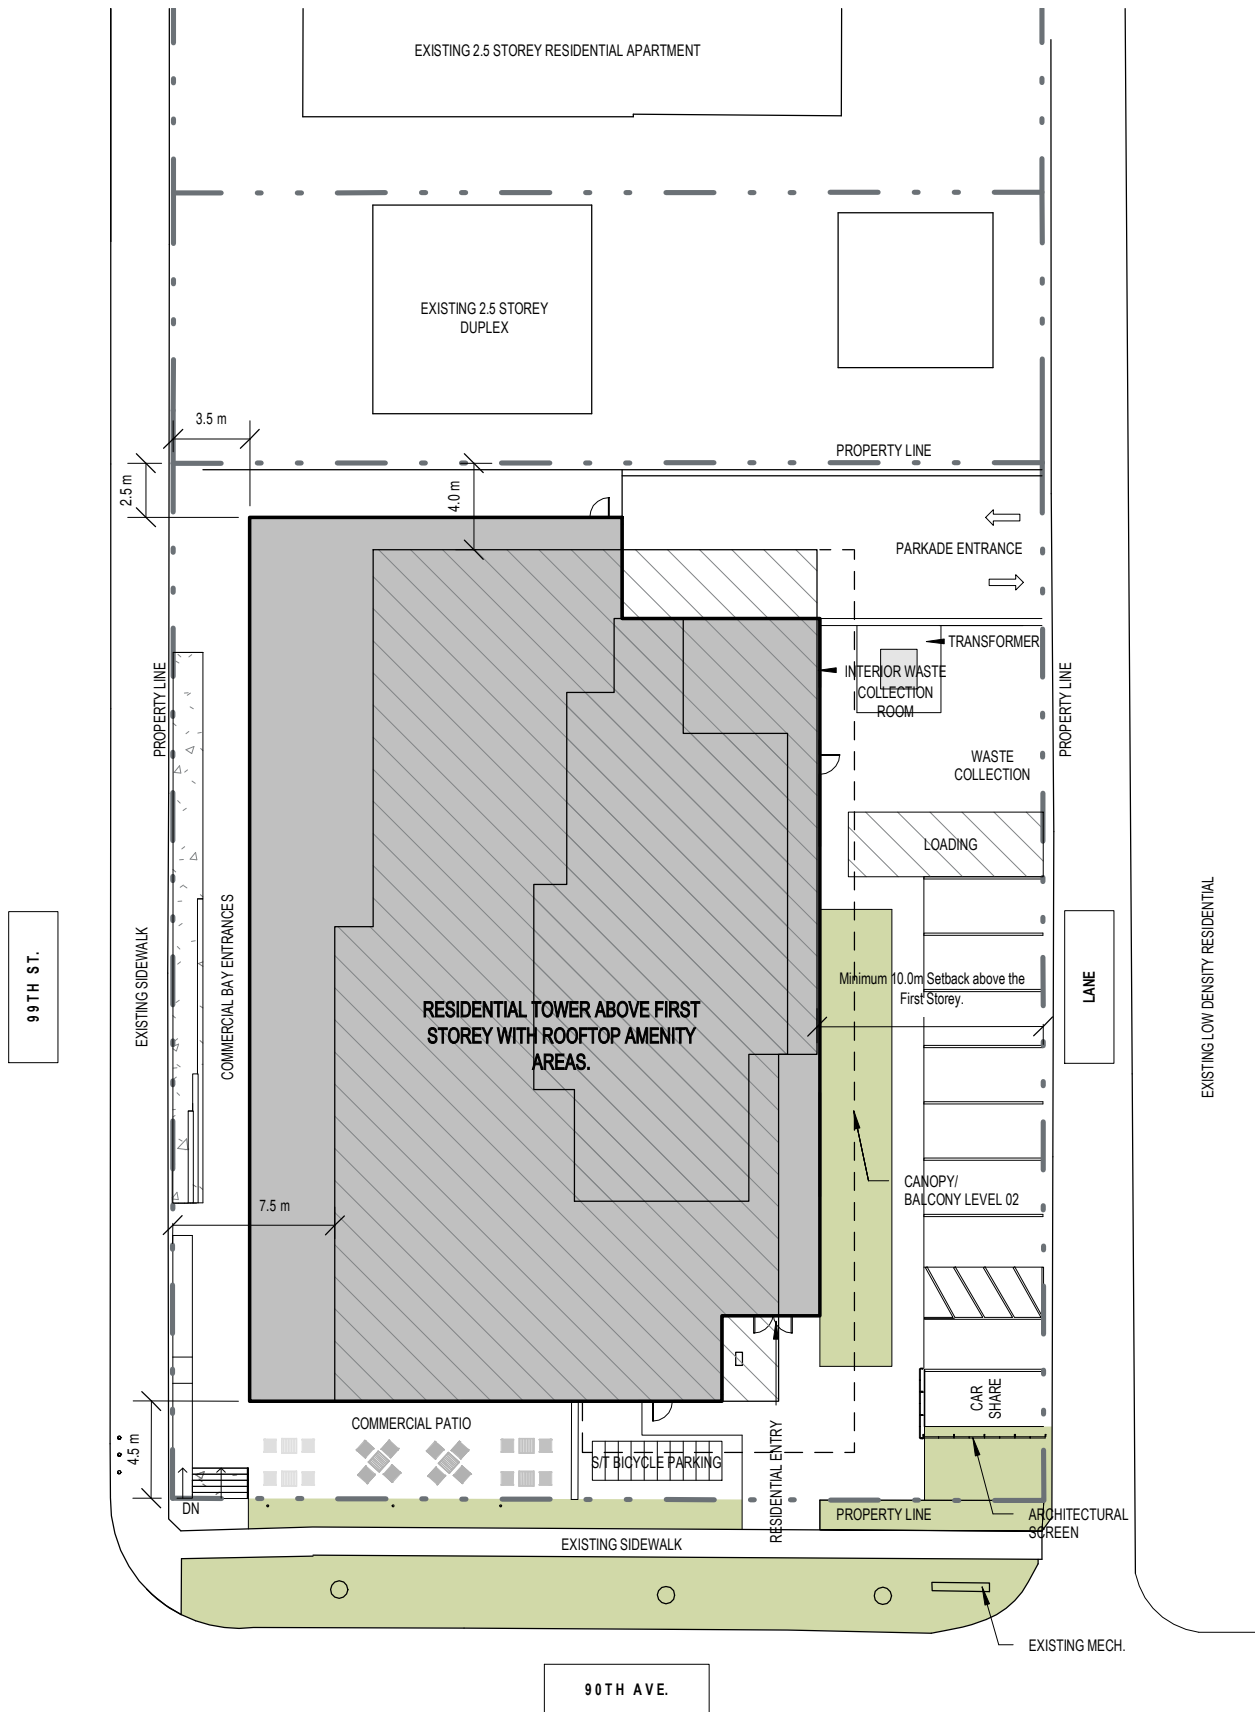 EXISTING 2.5 STOREY RESIDENTIAL APARTMENT
EXISTING 2.5 STOREY
DUPLEX
3.5 m
PROPERTY LINE
2.5 m
4.0 m
PARKADE ENTRANCE
TRANSFORMER
INTERIOR WASTE
COLLECTION
ROOM
PROPERTY LINE
PROPERTY LINE
WASTE
COLLECTION
LOADING
99TH ST.
EXISTING SIDEWALK
COMMERCIAL BAY ENTRANCES
Minimum 10.0m Setback above the
First Storey.
LANE
EXISTING LOW DENSITY RESIDENTIAL
RESIDENTIAL TOWER ABOVE FIRST
STOREY WITH ROOFTOP AMENITY
AREAS.
CANOPY/
BALCONY LEVEL 02
7.5 m
CAR
SHARE
COMMERCIAL PATIO
4.5 m
S/T BICYCLE PARKING
RESIDENTIAL ENTRY
DN
PROPERTY LINE
ARCHITECTURAL
SCREEN
EXISTING SIDEWALK
EXISTING MECH.
90TH AVE.